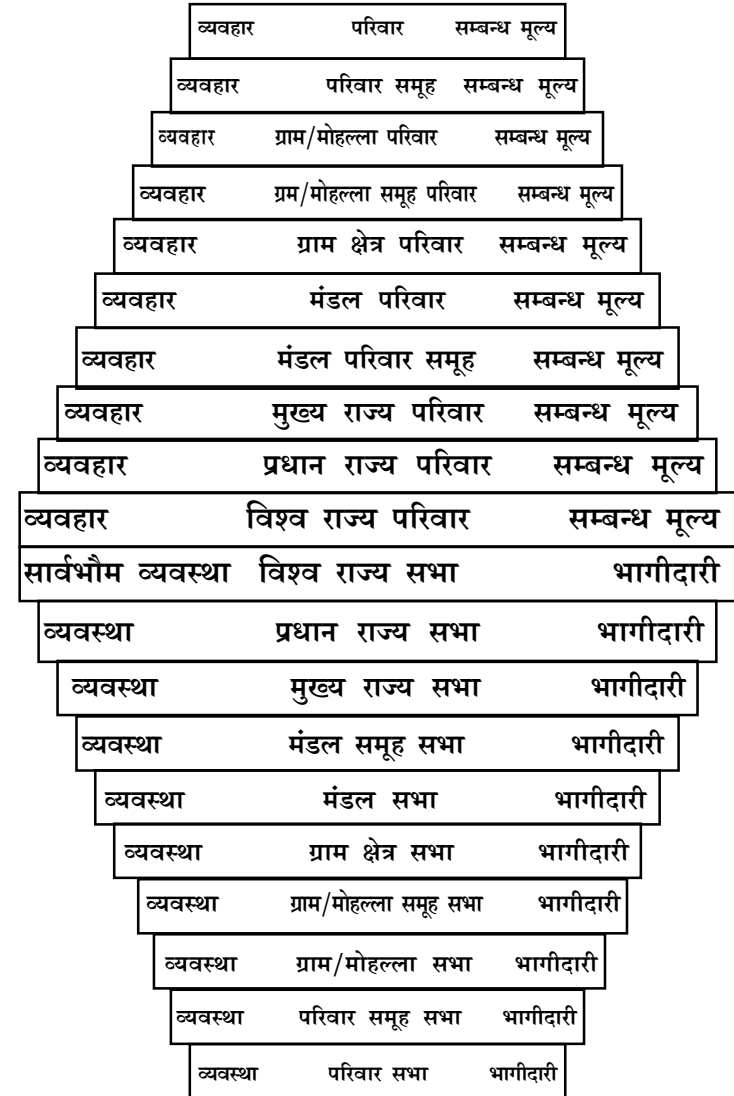 व्यवहार परिवार सम्बन्ध मूल्य
व्यवहार परिवार समूह सम्बन्ध मूल्य
व्यवहार ग्राम/मोहल्ला परिवार सम्बन्ध मूल्य
व्यवहार ग्रम/मोहल्ला समूह परिवार सम्बन्ध मूल्य
व्यवहार ग्राम क्षेत्र परिवार सम्बन्ध मूल्य
व्यवहार मंडल परिवार सम्बन्ध मूल्य
व्यवहार मंडल परिवार समूह सम्बन्ध मूल्य
व्यवहार मुख्य राज्य परिवार सम्बन्ध मूल्य
व्यवहार प्रधान राज्य परिवार सम्बन्ध मूल्य
व्यवहार विश्व राज्य परिवार सम्बन्ध मूल्य
सार्वभौम व्यवस्था विश्व राज्य सभा भागीदारी
व्यवस्था प्रधान राज्य सभा भागीदारी
व्यवस्था मुख्य राज्य सभा भागीदारी
व्यवस्था मंडल समूह सभा भागीदारी
व्यवस्था मंडल सभा भागीदारी
व्यवस्था ग्राम क्षेत्र सभा भागीदारी
व्यवस्था ग्राम/मोहल्ला समूह सभा भागीदारी
व्यवस्था ग्राम/मोहल्ला सभा भागीदारी
व्यवस्था परिवार समूह सभा भागीदारी
व्यवस्था परिवार सभा भागीदारी